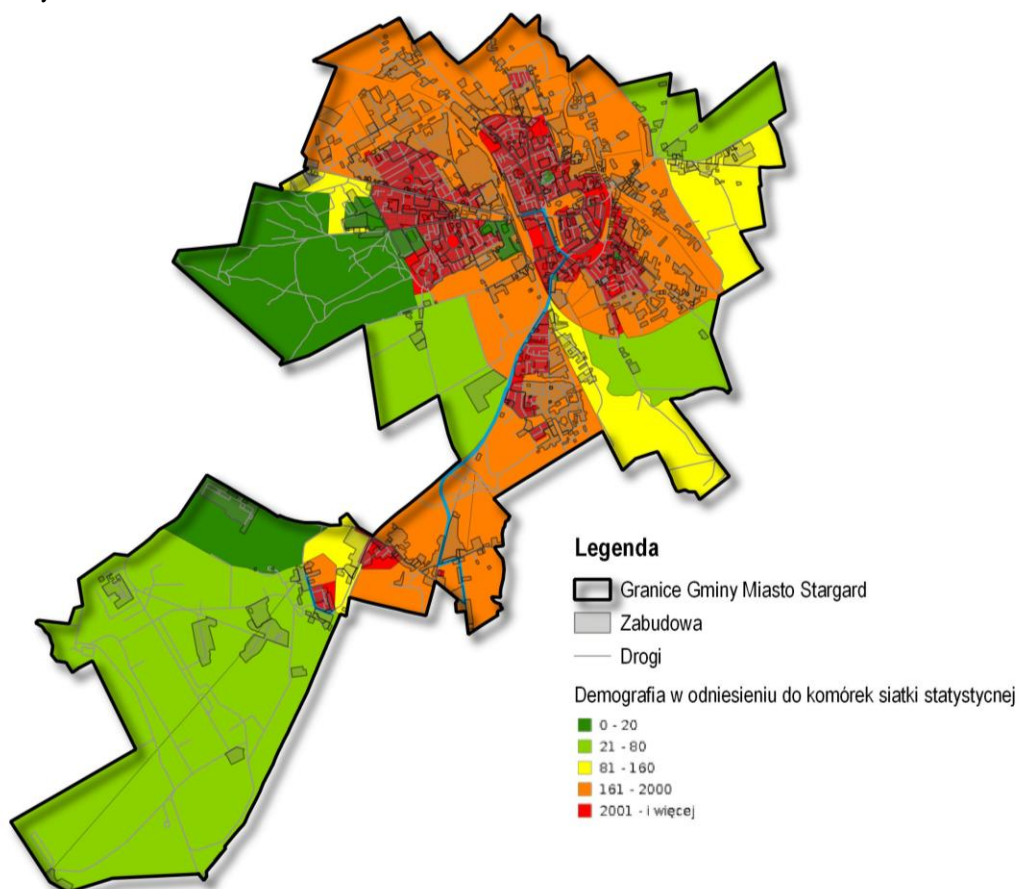 Legenda
Granice Gminy Miasto Stargard
Zabudowa
Drogi
Demografia w odniesieniu do komórek siatki statystycnej
0 - 20
21 - 80
81 - 160
161 - 2000
2001 - i więcej